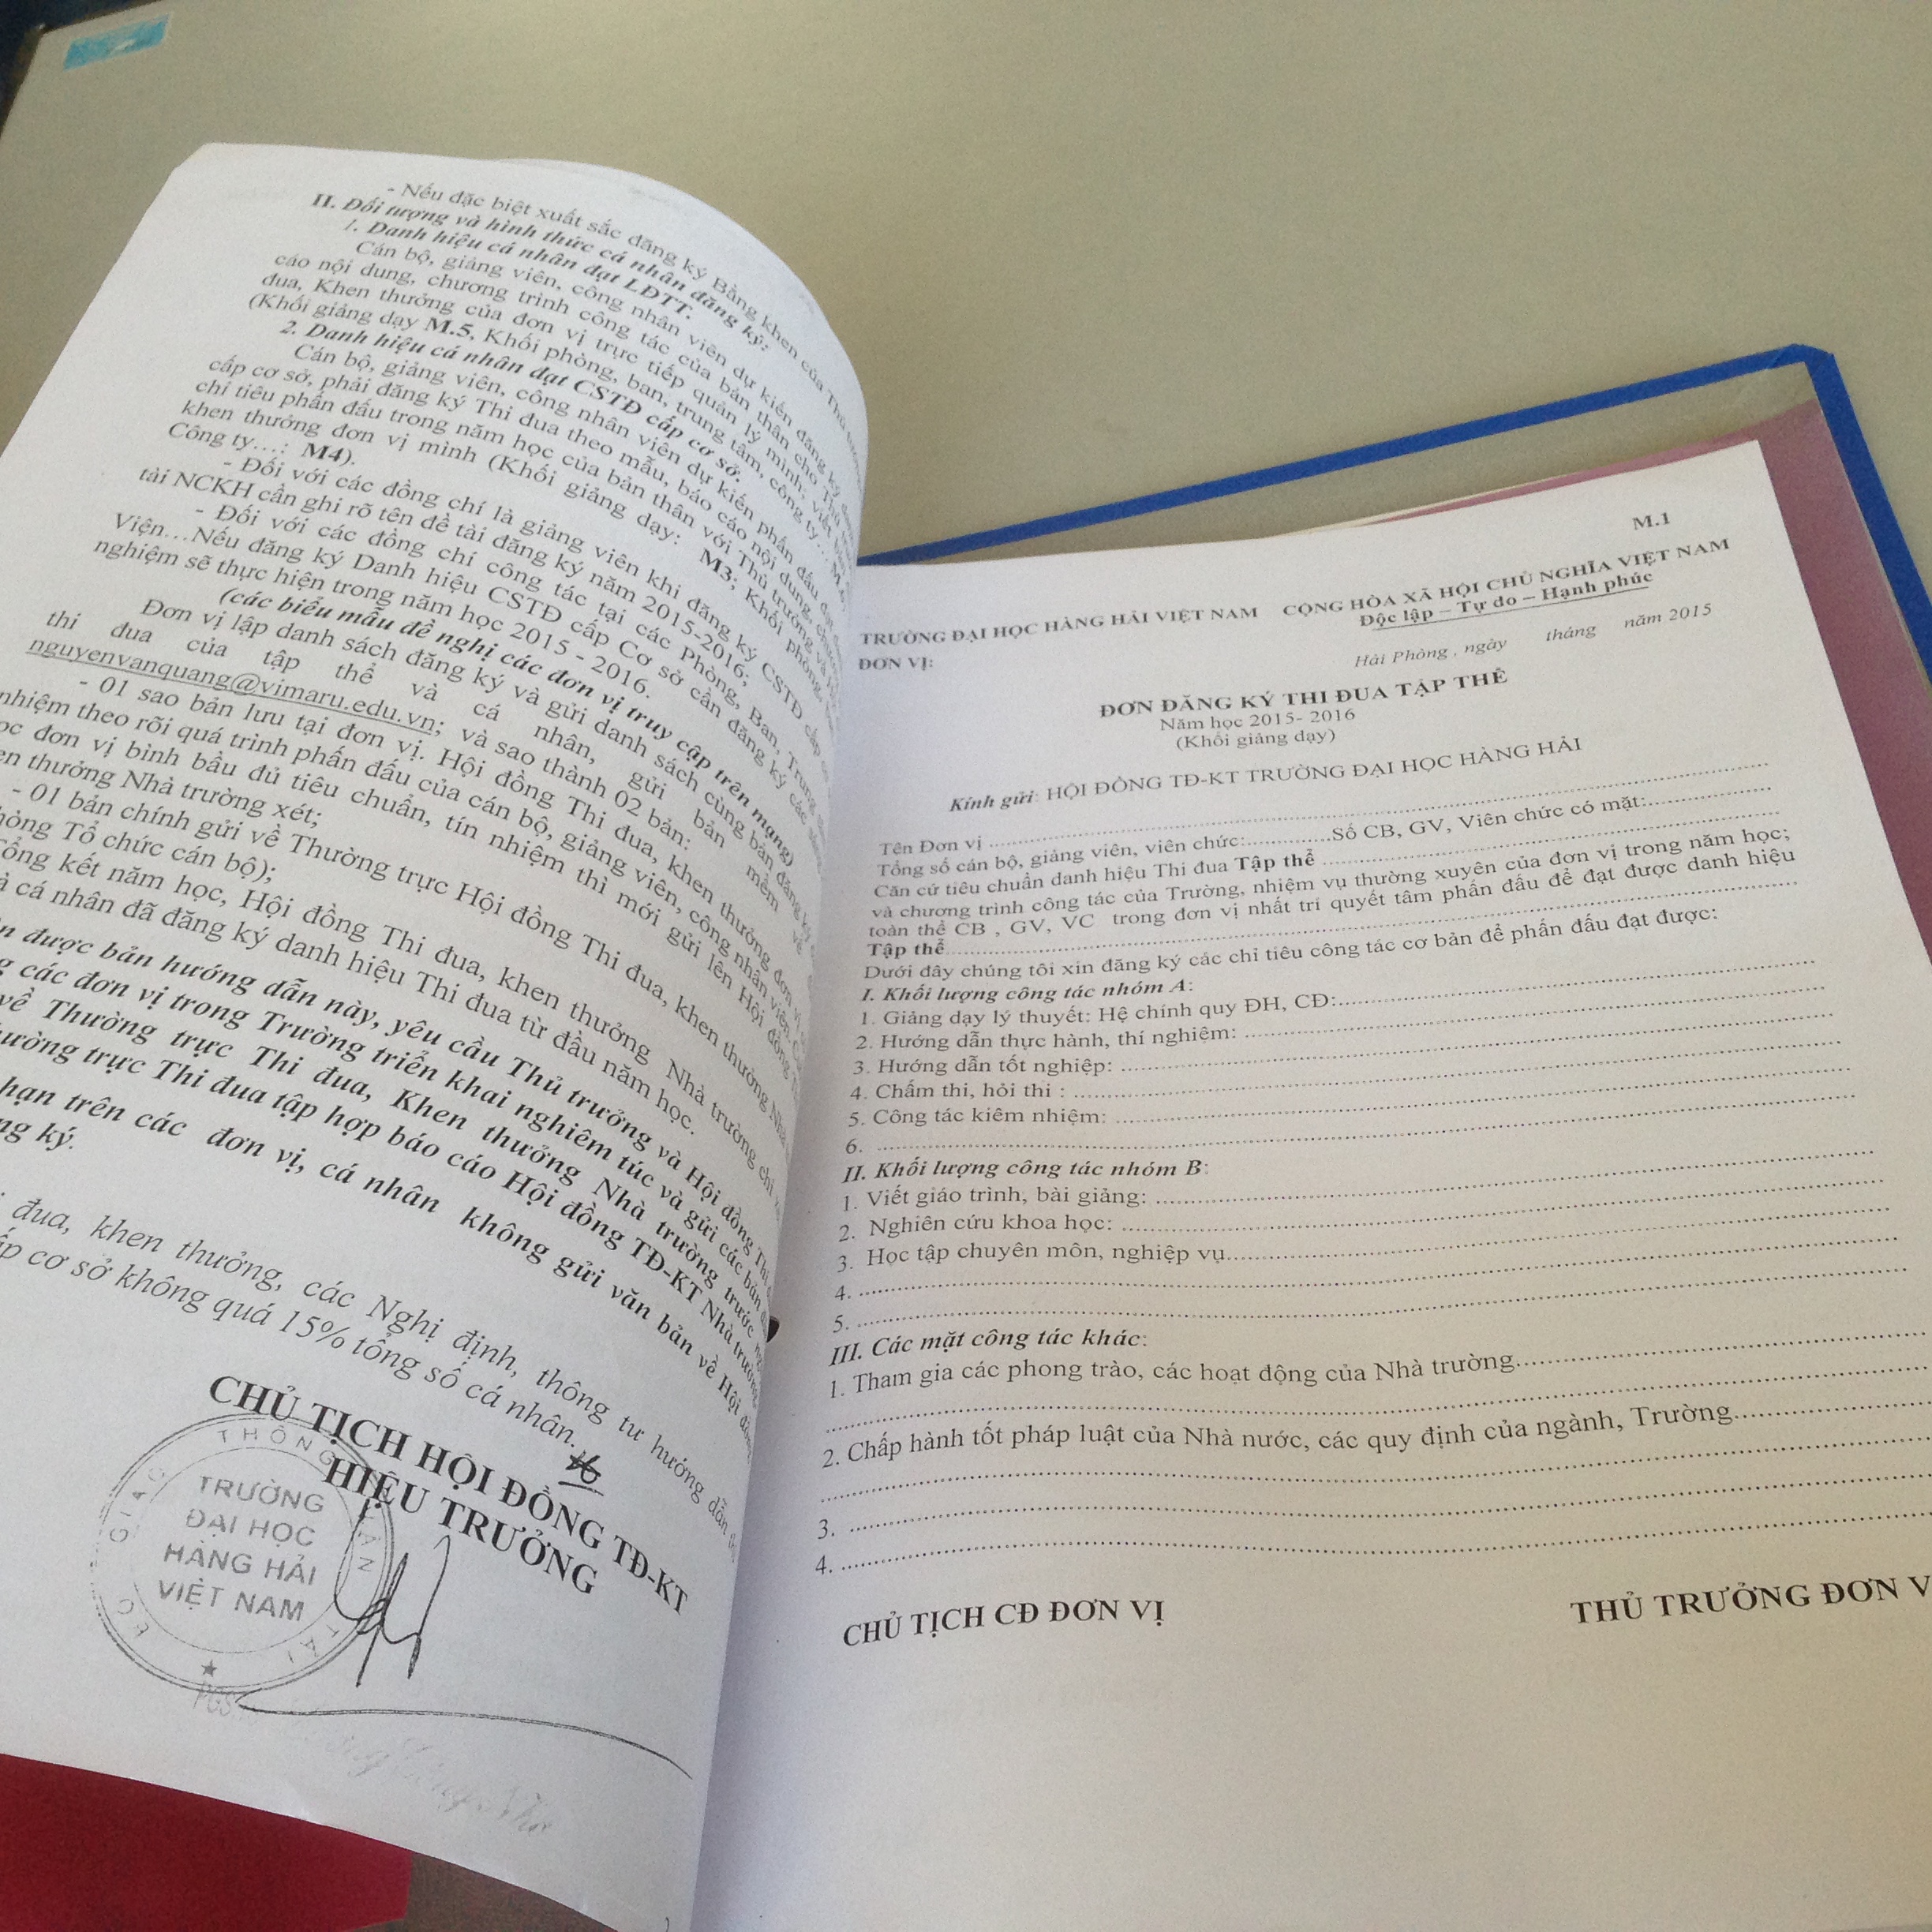 - Nếu đặc biệt xuất sắc đăng ký Bằng khen của Thủ tướng
II. Đối tượng và hình thức cá nhân đăng ký:
1. Danh hiệu cá nhân đạt LĐTT.
Cán bộ, giảng viên, công nhân viên dự kiến đăng ký
cáo nội dung, chương trình công tác của bản thân cho
đua, Khen thưởng của đơn vị trực tiếp quản lý mình,
(Khối giảng dạy M.5, Khối phòng, ban, trung tâm, công ty...
2. Danh hiệu cá nhân đạt CSTĐ cấp cơ sở.
Cán bộ, giảng viên, công nhân viên dự kiến phấn đấu đạt
cấp cơ sở, phải đăng ký Thi đua theo mẫu, báo cáo nội dung,
chỉ tiêu phấn đấu trong năm học của bản thân với Thủ trưởng và
khen thưởng đơn vị mình (Khối giảng dạy: M3; Khối phòng,
Công ty...: M4).
- Đối với các đồng chí là giảng viên khi đăng ký CSTĐ cấp
tài NCKH cần ghi rõ tên đề tài đăng ký năm 2015-2016;
- Đối với các đồng chí công tác tại các Phòng, Ban, Trung
Viện...Nếu đăng ký Danh hiệu CSTĐ cấp Cơ sở cần đăng ký các
nghiệm sẽ thực hiện trong năm học 2015 - 2016.
(các biểu mẫu đề nghị các đơn vị truy cập trên mạng)
Đơn vị lập danh sách đăng ký và gửi danh sách cùng bản đăng ký
thi đua của tập thể và cá nhân, gửi bản mềm về
nguyenvanquang@vimaru.edu.vn; và sao thành 02 bản:
- 01 sao bản lưu tại đơn vị. Hội đồng Thi đua, khen thưởng đơn vị
nhiệm theo rõi quá trình phấn đấu của cán bộ, giảng viên, công nhân viên.
đơn vị bình bầu đủ tiêu chuẩn, tín nhiệm thì mới gửi lên Hội đồng
thưởng Nhà trường xét;
- 01 bản chính gửi về Thường trực Hội đồng Thi đua, khen thưởng Nhà
Tổ chức cán bộ);
kết năm học, Hội đồng Thi đua, khen thưởng Nhà trường chỉ
cá nhân đã đăng ký danh hiệu Thi đua từ đầu năm học.
được bản hướng dẫn này, yêu cầu Thủ trưởng và Hội đồng Thi
các đơn vị trong Trường triển khai nghiêm túc và gửi các bản
về Thường trực Thi đua, Khen thưởng Nhà trường trước
trực Thi đua tập hợp báo cáo Hội đồng TĐ-KT Nhà trường
hạn trên các đơn vị, cá nhân không gửi văn bản về Hội đồng
ký.
đua, khen thưởng, các Nghị định, thông tư hướng dẫn
cơ sở không quá 15% tổng số cá nhân.
CHỦ TỊCH HỘI ĐỒNG TĐ-KT
HIỆU TRƯỞNG
TRƯỜNG
ĐẠI HỌC
HÀNG HẢI
VIỆT NAM
PGS
M.1
TRƯỜNG ĐẠI HỌC HÀNG HẢI VIỆT NAM CỘNG HÒA XÃ HỘI CHỦ NGHĨA VIỆT NAM
ĐƠN VỊ: Độc lập – Tự do – Hạnh phúc
Hải Phòng , ngày tháng năm 2015
ĐƠN ĐĂNG KÝ THI ĐUA TẬP THỂ
Năm học 2015- 2016
(Khối giảng dạy)
Kính gửi: HỘI ĐỒNG TĐ-KT TRƯỜNG ĐẠI HỌC HÀNG HẢI
Tên Đơn vị ..........
Tổng số cán bộ, giảng viên, viên chức:..........Số CB, GV, Viên chức có mặt:..........
Căn cứ tiêu chuẩn danh hiệu Thi đua Tập thể ..........
và chương trình công tác của Trường, nhiệm vụ thường xuyên của đơn vị trong năm học;
toàn thể CB , GV, VC trong đơn vị nhất trí quyết tâm phấn đấu để đạt được danh hiệu
Tập thể..........
Dưới đây chúng tôi xin đăng ký các chỉ tiêu công tác cơ bản để phấn đấu đạt được:
I. Khối lượng công tác nhóm A:
1. Giảng dạy lý thuyết: Hệ chính quy ĐH, CĐ:..........
2. Hướng dẫn thực hành, thí nghiệm: ..........
3. Hướng dẫn tốt nghiệp: ..........
4. Chấm thi, hỏi thi : ..........
5. Công tác kiêm nhiệm: ..........
6. ..........
II. Khối lượng công tác nhóm B:
1. Viết giáo trình, bài giảng: ..........
2. Nghiên cứu khoa học: ..........
3. Học tập chuyên môn, nghiệp vụ..........
4. ..........
5. ..........
III. Các mặt công tác khác:
1. Tham gia các phong trào, các hoạt động của Nhà trường..........
2. Chấp hành tốt pháp luật của Nhà nước, các quy định của ngành, Trường..........
3. ..........
4. ..........
CHỦ TỊCH CĐ ĐƠN VỊ THỦ TRƯỞNG ĐƠN V